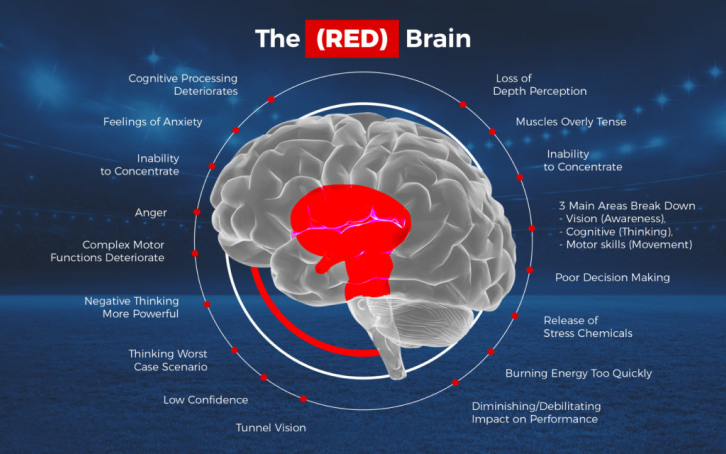 The (RED) Brain
Cognitive Processing
Deteriorates
Feelings of Anxiety
Inability
to Concentrate
Anger
Complex Motor
Functions Deteriorate
Negative Thinking
More Powerful
Thinking Worst
Case Scenario
Low Confidence
Tunnel Vision
Loss of
Depth Perception
Muscles Overly Tense
Inability
to Concentrate
3 Main Areas Break Down
- Vision (Awareness),
- Cognitive (Thinking),
- Motor skills (Movement)
Poor Decision Making
Release of
Stress Chemicals
Burning Energy Too Quickly
Diminishing/Debilitating
Impact on Performance